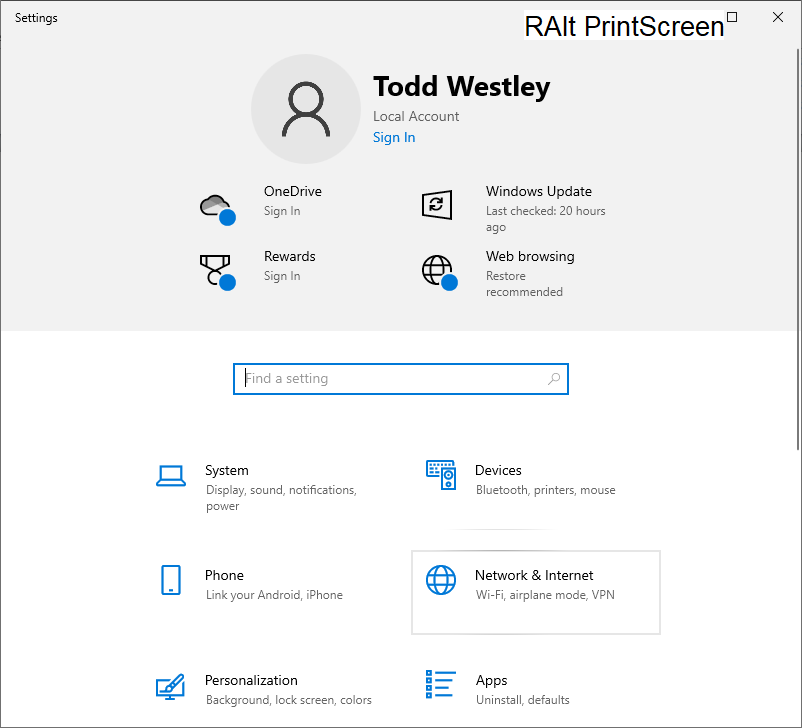 Settings
RAlt PrintScreen
Todd Westley
Local Account
Sign In
OneDrive
Sign In
Windows Update
Last checked: 20 hours
ago
Rewards
Sign In
Web browsing
Restore
recommended
Find a setting
System
Display, sound, notifications,
power
Devices
Bluetooth, printers, mouse
Phone
Link your Android, iPhone
Network & Internet
Wi-Fi, airplane mode, VPN
Personalization
Background, lock screen, colors
Apps
Uninstall, defaults